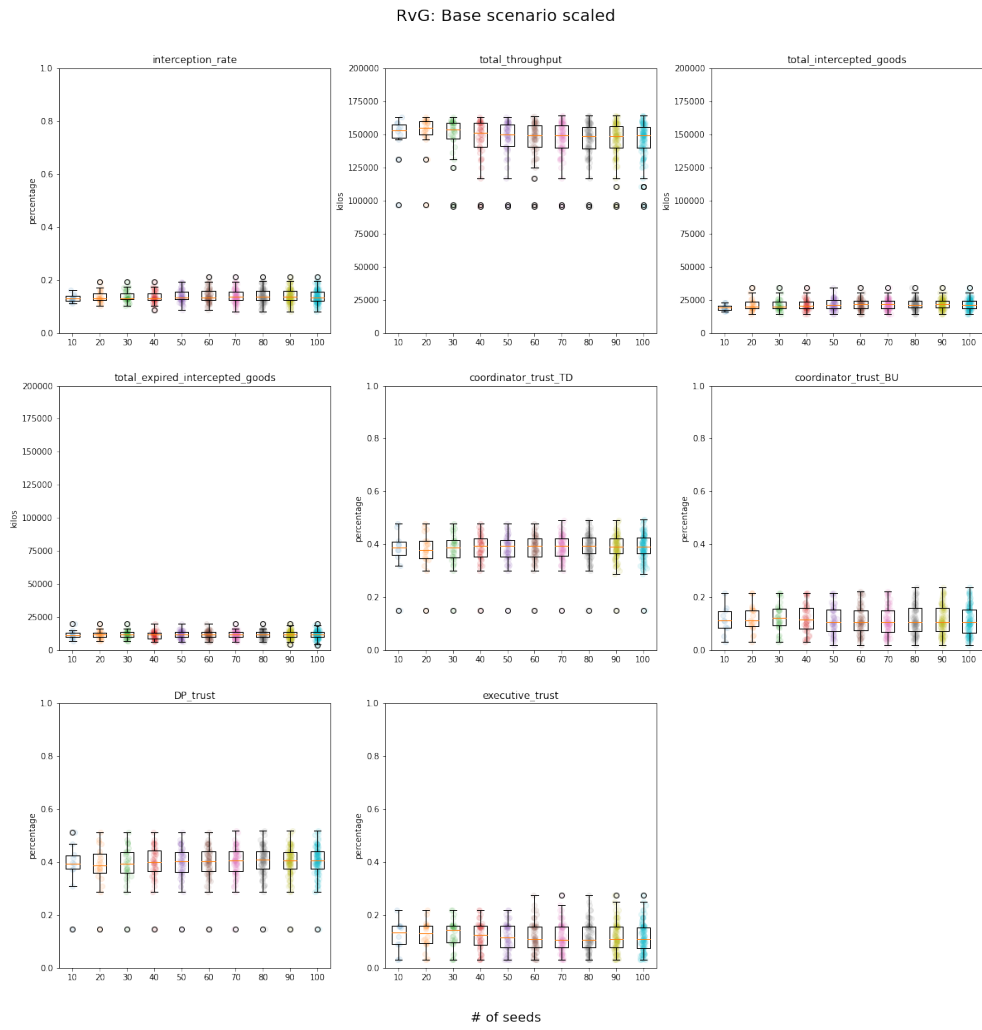 RvG: Base scenario scaled
interception_rate
1.0
0.8
0.6
0.4
0.2
0.0
percentage
10 20 30 40 50 60 70 80 90 100
total_throughput
200000
175000
150000
125000
100000
75000
50000
25000
0
kilos
10 20 30 40 50 60 70 80 90 100
total_intercepted_goods
200000
175000
150000
125000
100000
75000
50000
25000
0
kilos
10 20 30 40 50 60 70 80 90 100
total_expired_intercepted_goods
200000
175000
150000
125000
100000
75000
50000
25000
0
kilos
10 20 30 40 50 60 70 80 90 100
coordinator_trust_TD
1.0
0.8
0.6
0.4
0.2
0.0
percentage
10 20 30 40 50 60 70 80 90 100
coordinator_trust_BU
1.0
0.8
0.6
0.4
0.2
0.0
percentage
10 20 30 40 50 60 70 80 90 100
DP_trust
1.0
0.8
0.6
0.4
0.2
0.0
percentage
10 20 30 40 50 60 70 80 90 100
executive_trust
1.0
0.8
0.6
0.4
0.2
0.0
percentage
10 20 30 40 50 60 70 80 90 100
# of seeds